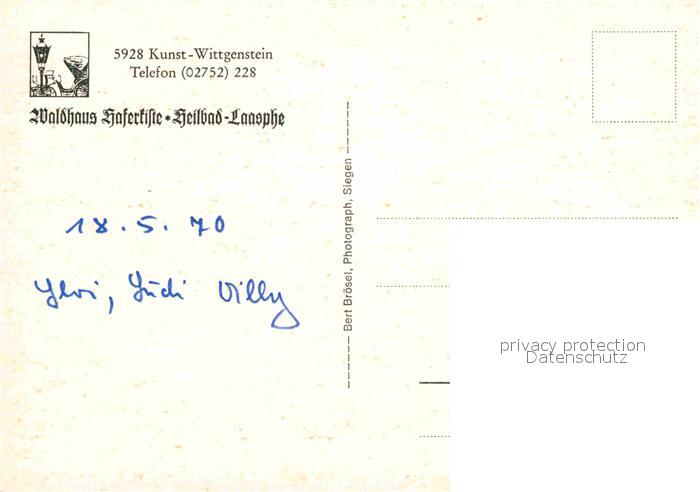 5928 Kunst-Wittgenstein
Telefon (02752) 228
Waldhaus Haferkiste * Heilbad-Laasphe
18. 5. 70
Willy
Bert Brösel, Photograph, Siegen
privacy protection
Datenschutz